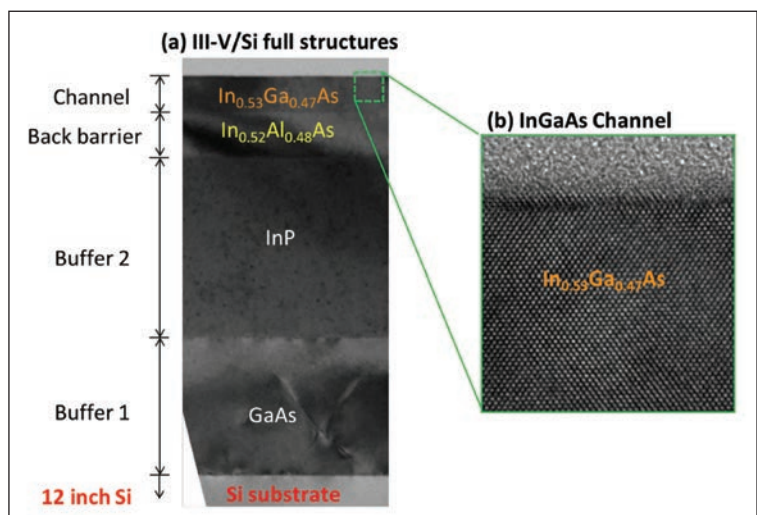 (a) III-V/Si full structures
Channel
In₀.₅₃Ga₀.₄₇As
Back barrier
In₀.₅₂Al₀.₄₈As
Buffer 2
InP
Buffer 1
GaAs
12 inch Si
Si substrate
(b) InGaAs Channel
In₀.₅₃Ga₀.₄₇As